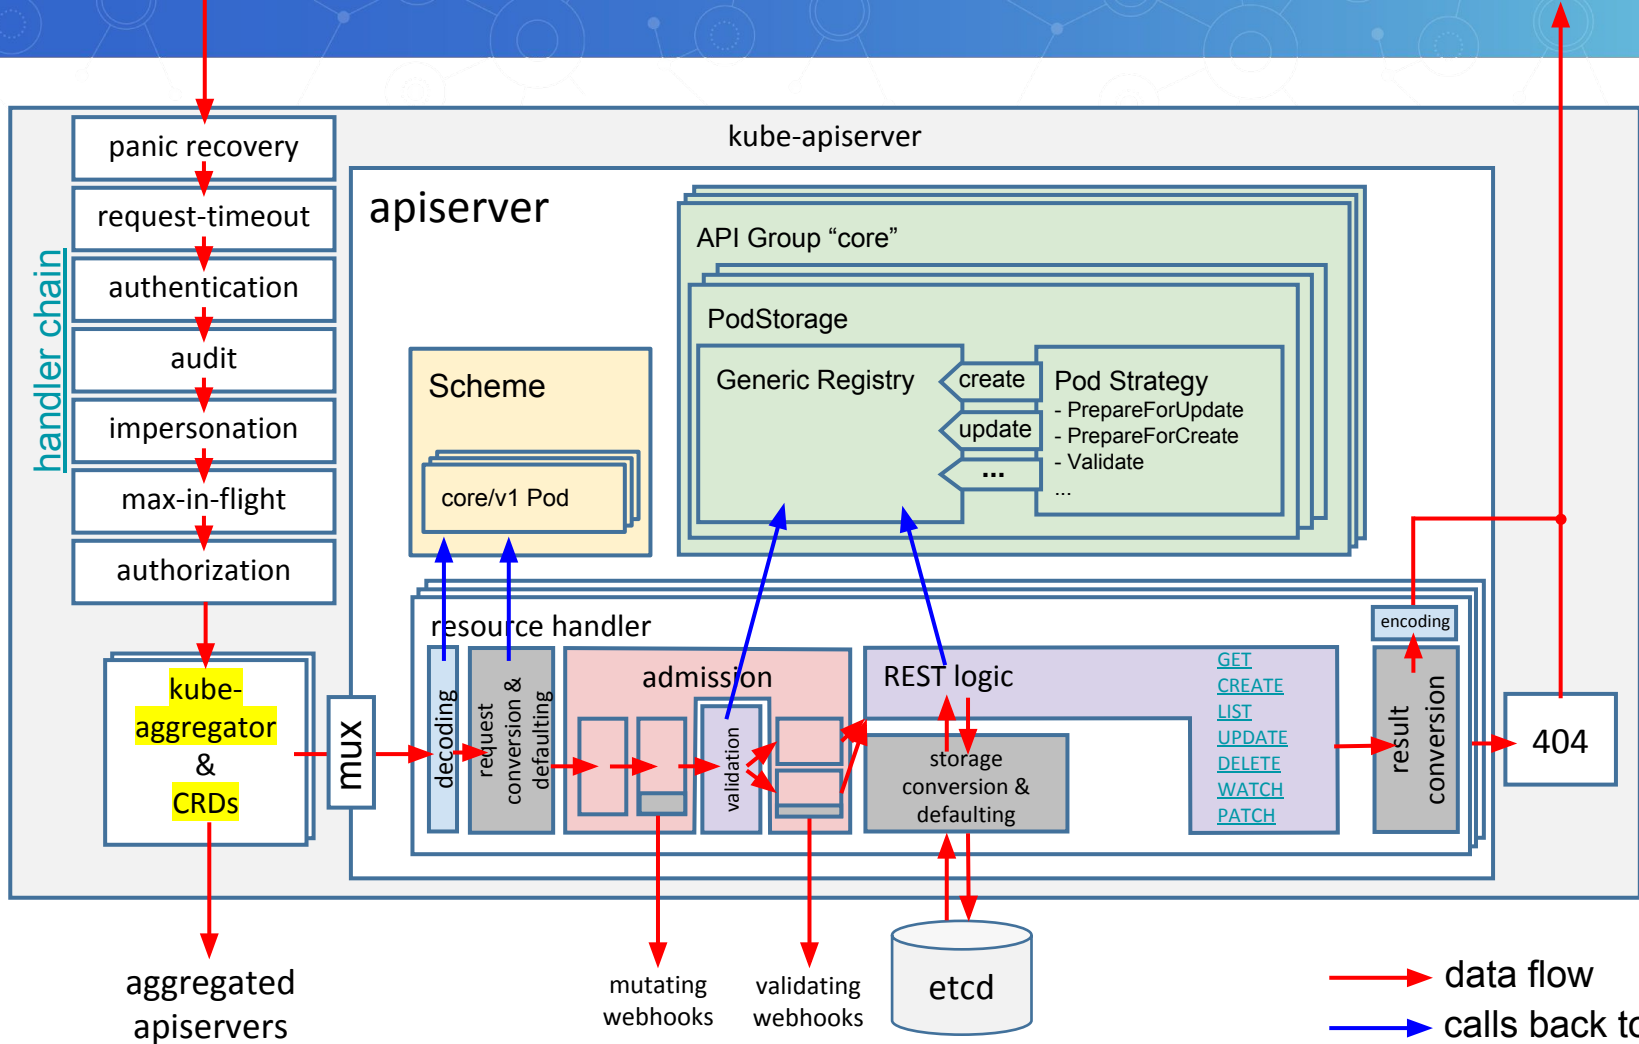 kube-apiserver
handler chain
panic recovery
request-timeout
authentication
audit
impersonation
max-in-flight
authorization
kube-
aggregator
&
CRDs
aggregated
apiservers
mux
apiserver
Scheme
core/v1 Pod
API Group “core”
PodStorage
Generic Registry
create
update
...
Pod Strategy
- PrepareForUpdate
- PrepareForCreate
- Validate
...
resource handler
decoding
request
conversion &
defaulting
admission
validation
mutating
webhooks
validating
webhooks
REST logic
storage
conversion &
defaulting
etcd
GET
CREATE
LIST
UPDATE
DELETE
WATCH
PATCH
encoding
result
conversion
404
data flow
calls back to